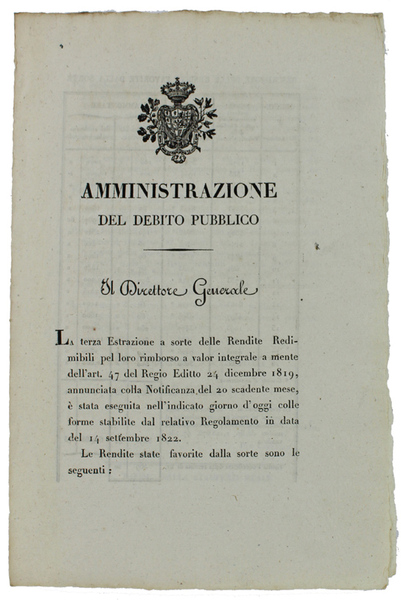 AMMINISTRAZIONE
DEL DEBITO PUBBLICO
Il Direttore Generale
LA terza Estrazione a sorte delle Rendite Redi-
mibili pel loro rimborso a valor integrale a mente
dell'art. 47 del Regio Editto 24 dicembre 1819,
annunciata colla Notificanza del 20 scadente mese,
è stata eseguita nell'indicato giorno d'oggi colle
forme stabilite dal relativo Regolamento in data
del 14 settembre 1822.
Le Rendite state favorite dalla sorte sono le
seguenti :